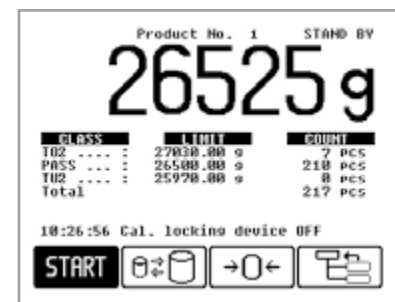 Product No. 1 STAND BY
26525 g
CLASS LIMIT COUNT
TO2 .... : 27030.00 g 7 PCS
PASS ... : 26500.00 g 210 PCS
TU2 .... : 25970.00 g 0 PCS
Total 217 PCS
10:26:56 Cal. locking device OFF
START